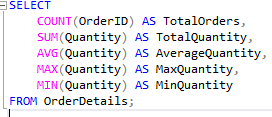 SELECT
COUNT(OrderID) AS TotalOrders,
SUM(Quantity) AS TotalQuantity,
AVG(Quantity) AS AverageQuantity,
MAX(Quantity) AS MaxQuantity,
MIN(Quantity) AS MinQuantity
FROM OrderDetails;